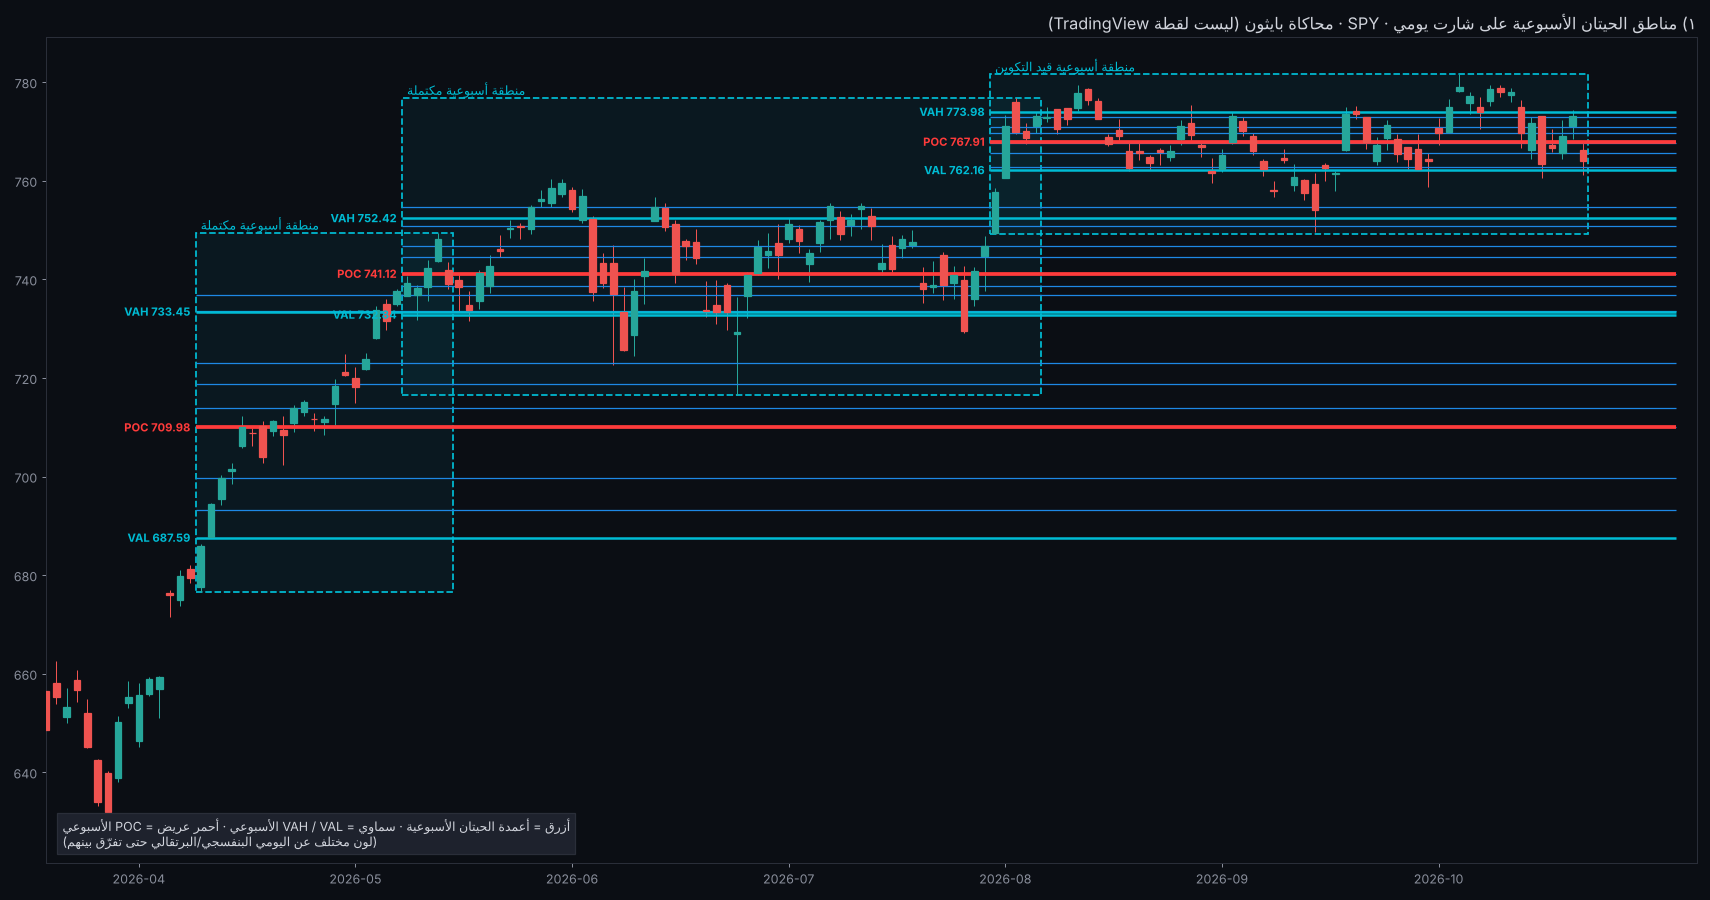 ١) مناطق الحيتان الأسبوعية على شارت يومي · SPY · محاكاة بايثون (ليست لقطة TradingView)
منطقة أسبوعية قيد التكوين
منطقة أسبوعية مكتملة
منطقة أسبوعية مكتملة
VAH 773.98
POC 767.91
VAL 762.16
VAH 752.42
POC 741.12
VAH 733.45
POC 709.98
VAL 687.59
780
760
740
720
700
680
660
640
أزرق = أعمدة الحيتان الأسبوعية · سماوي = VAH / VAL الأسبوعي · أحمر عريض = POC الأسبوعي
(لون مختلف عن اليومي البنفسجي/البرتقالي حتى تفرّق بينهم)
2026-04
2026-05
2026-06
2026-07
2026-08
2026-09
2026-10